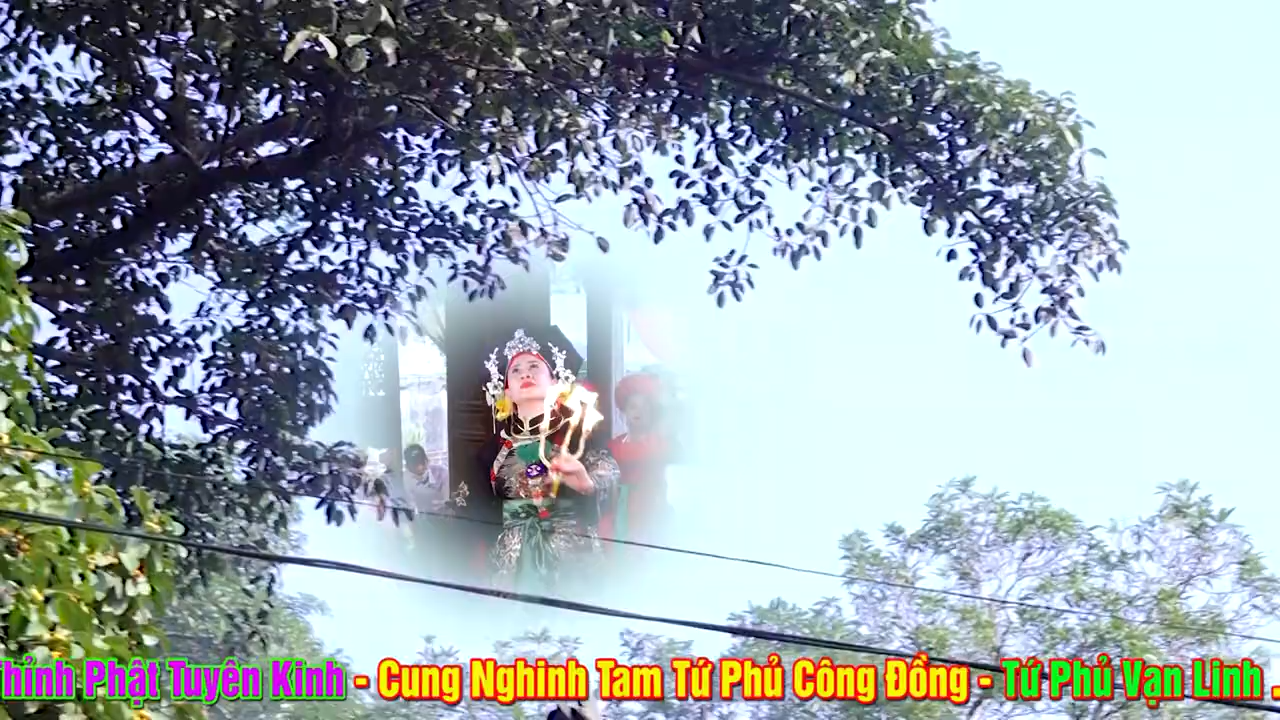 hỉnh Phật Tuyên Kinh - Cung Nghinh Tam Tứ Phủ Công Đồng - Tứ Phủ Vạn Linh .